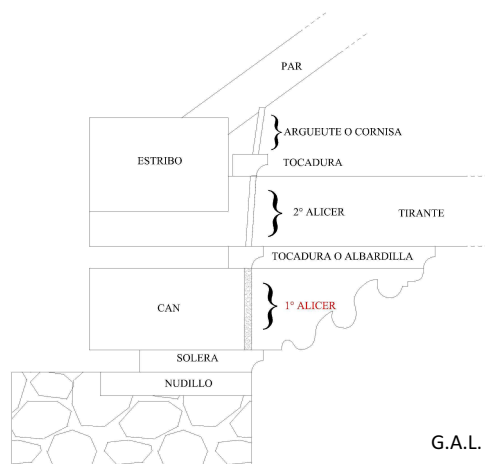 PAR
ARGUEUTE O CORNISA
ESTRIBO
TOCADURA
2° ALICER
TIRANTE
TOCADURA O ALBARDILLA
CAN
1° ALICER
SOLERA
NUDILLO
G.A.L.